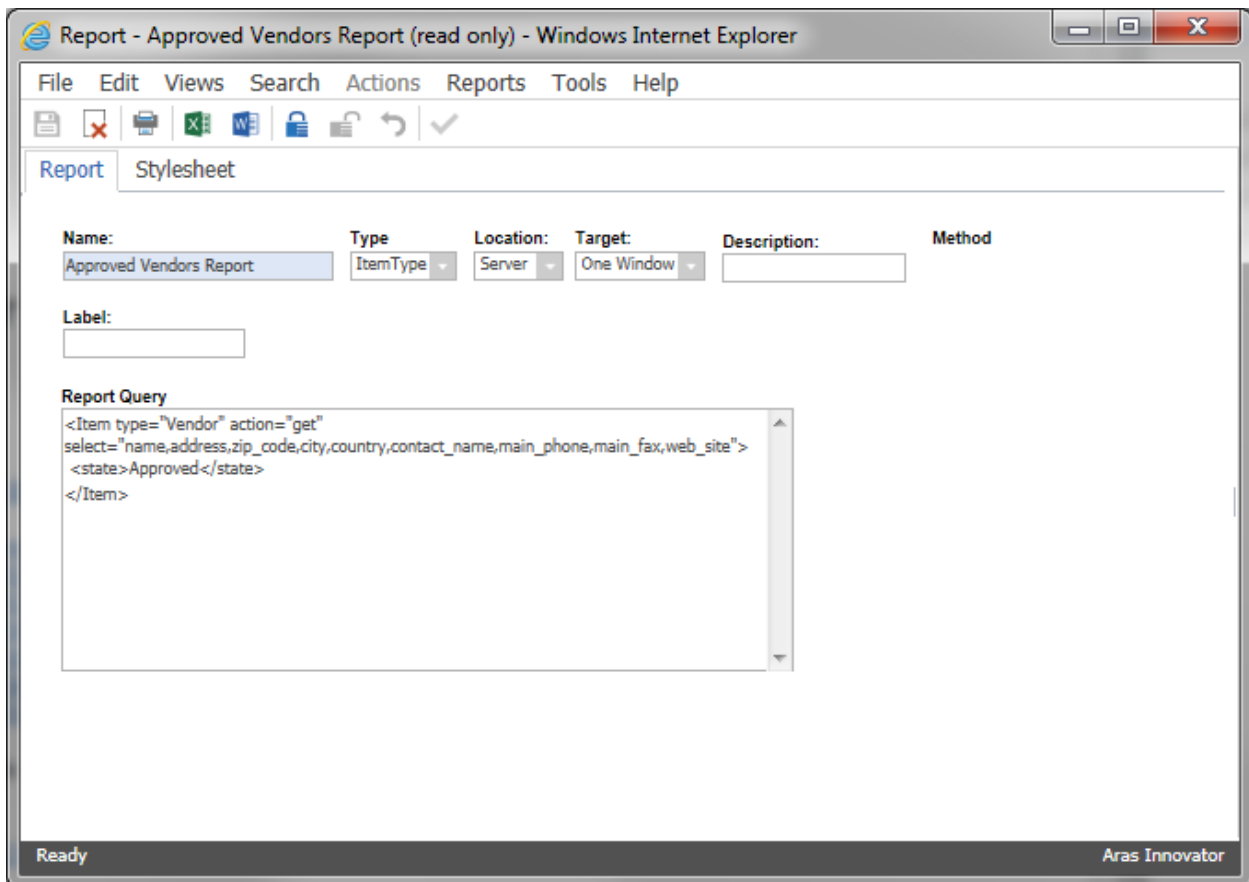 Report - Approved Vendors Report (read only) - Windows Internet Explorer
File Edit Views Search Actions Reports Tools Help
Report Stylesheet
Name: Type Location: Target: Description: Method
Approved Vendors Report ItemType Server One Window
Label:
Report Query
<Item type="Vendor" action="get"
select="name,address,zip_code,city,country,contact_name,main_phone,main_fax,web_site">
<state>Approved</state>
</Item>
Ready Aras Innovator